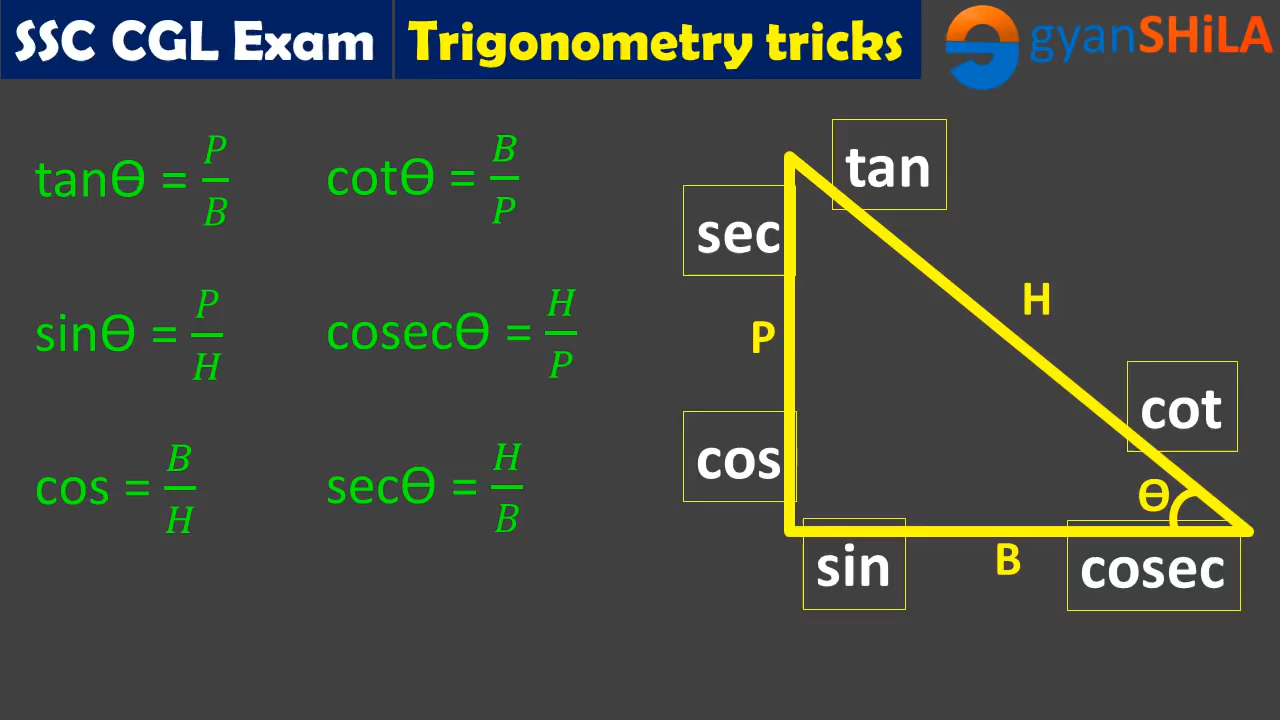 SSC CGL Exam
Trigonometry tricks
gyanSHiLA
tanϴ = P/B
cotϴ = B/P
sinϴ = P/H
cosecϴ = H/P
cos = B/H
secϴ = H/B
tan
sec
H
P
cot
cos
ϴ
sin
B
cosec